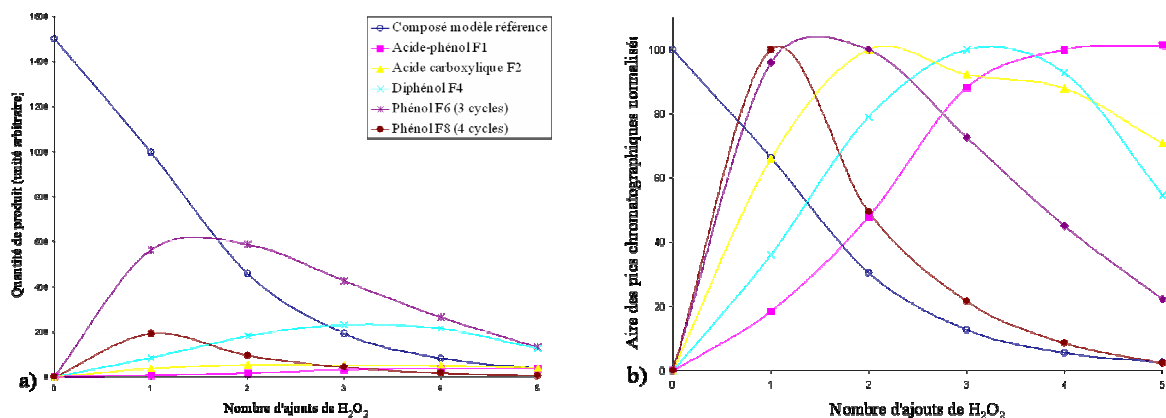 1600
1400
1200
1000
800
600
400
200
0
Quantité de produit (unité arbitraire)
Composé modèle référence
Acide-phénol F1
Acide carboxylique F2
Diphénol F4
Phénol F6 (3 cycles)
Phénol F8 (4 cycles)
a)
0 1 2 3 4 5
Nombre d'ajouts de H₂O₂
100
80
60
40
20
0
Aire des pics chromatographiques normalisés
b)
0 1 2 3 4 5
Nombre d'ajouts de H₂O₂